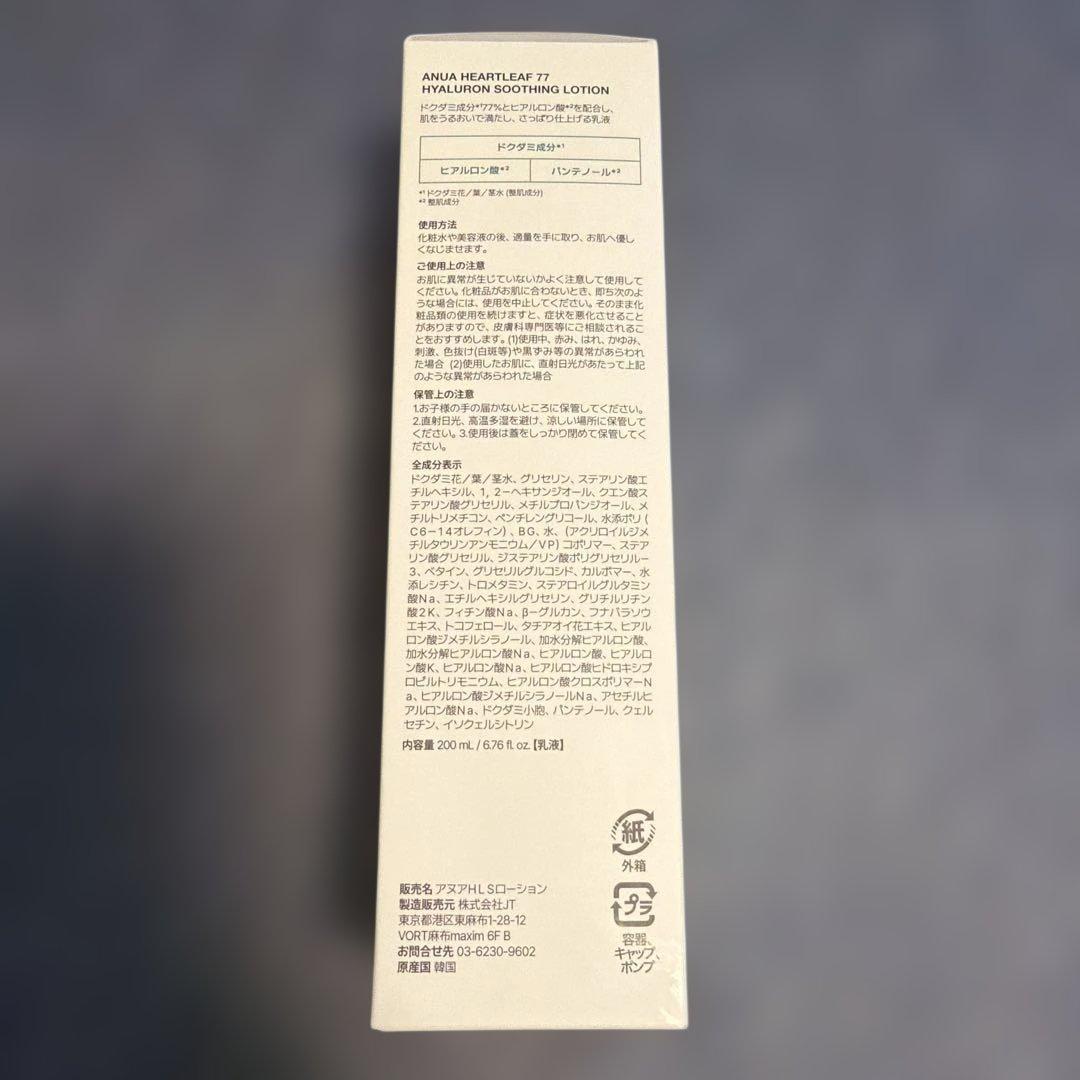 ANUA HEARTLEAF 77
HYALURON SOOTHING LOTION
ドクダミ成分*¹77%とヒアルロン酸*²を配合し、
肌をうるおいで満たし、さっぱり仕上げる乳液
ドクダミ成分*¹
ヒアルロン酸*² パンテノール*²
*¹ ドクダミ花／葉／茎水 (整肌成分)
*² 整肌成分
使用方法
化粧水や美容液の後、適量を手に取り、お肌へ優し
くなじませます。
ご使用上の注意
お肌に異常が生じていないかよく注意して使用して
ください。化粧品がお肌に合わないとき、即ち次のよ
うな場合には、使用を中止してください。そのまま化
粧品類の使用を続けますと、症状を悪化させること
がありますので、皮膚科専門医等にご相談されるこ
とをおすすめします。(1)使用中、赤み、はれ、かゆみ、
刺激、色抜け(白斑等)や黒ずみ等の異常があらわれ
た場合 (2)使用したお肌に、直射日光があたって上記
のような異常があらわれた場合
保管上の注意
1.お子様の手の届かないところに保管してください。
2.直射日光、高温多湿を避け、涼しい場所に保管して
ください。3.使用後は蓋をしっかり閉めて保管してく
ださい。
全成分表示
ドクダミ花／葉／茎水、グリセリン、ステアリン酸エ
チルヘキシル、1，2－ヘキサンジオール、クエン酸ス
テアリン酸グリセリル、メチルプロパンジオール、メ
チルトリメチコン、ペンチレングリコール、水添ポリ（
C6－14オレフィン）、BG、水、（アクリロイルジメ
チルタウリンアンモニウム／VP）コポリマー、ステア
リン酸グリセリル、ジステアリン酸ポリグリセリル－
3、ベタイン、グリセリルグルコシド、カルボマー、水
添レシチン、トロメタミン、ステアロイルグルタミン
酸Na、エチルヘキシルグリセリン、グリチルリチン
酸2K、フィチン酸Na、β－グルカン、フナバラソウ
エキス、トコフェロール、タチアオイ花エキス、ヒアル
ロン酸ジメチルシラノール、加水分解ヒアルロン酸、
加水分解ヒアルロン酸Na、ヒアルロン酸、ヒアルロ
ン酸K、ヒアルロン酸Na、ヒアルロン酸ヒドロキシプ
ロピルトリモニウム、ヒアルロン酸クロスポリマーN
a、ヒアルロン酸ジメチルシラノールNa、アセチルヒ
アルロン酸Na、ドクダミ小胞、パンテノール、クェル
セチン、イソクェルシトリン
内容量 200 mL / 6.76 fl. oz.【乳液】
紙
外箱
プラ
容器、
キャップ、
ポンプ
販売名 アヌアＨＬＳローション
製造販売元 株式会社JT
東京都港区東麻布1-28-12
VORT麻布maxim 6F B
お問合せ先 03-6230-9602
原産国 韓国